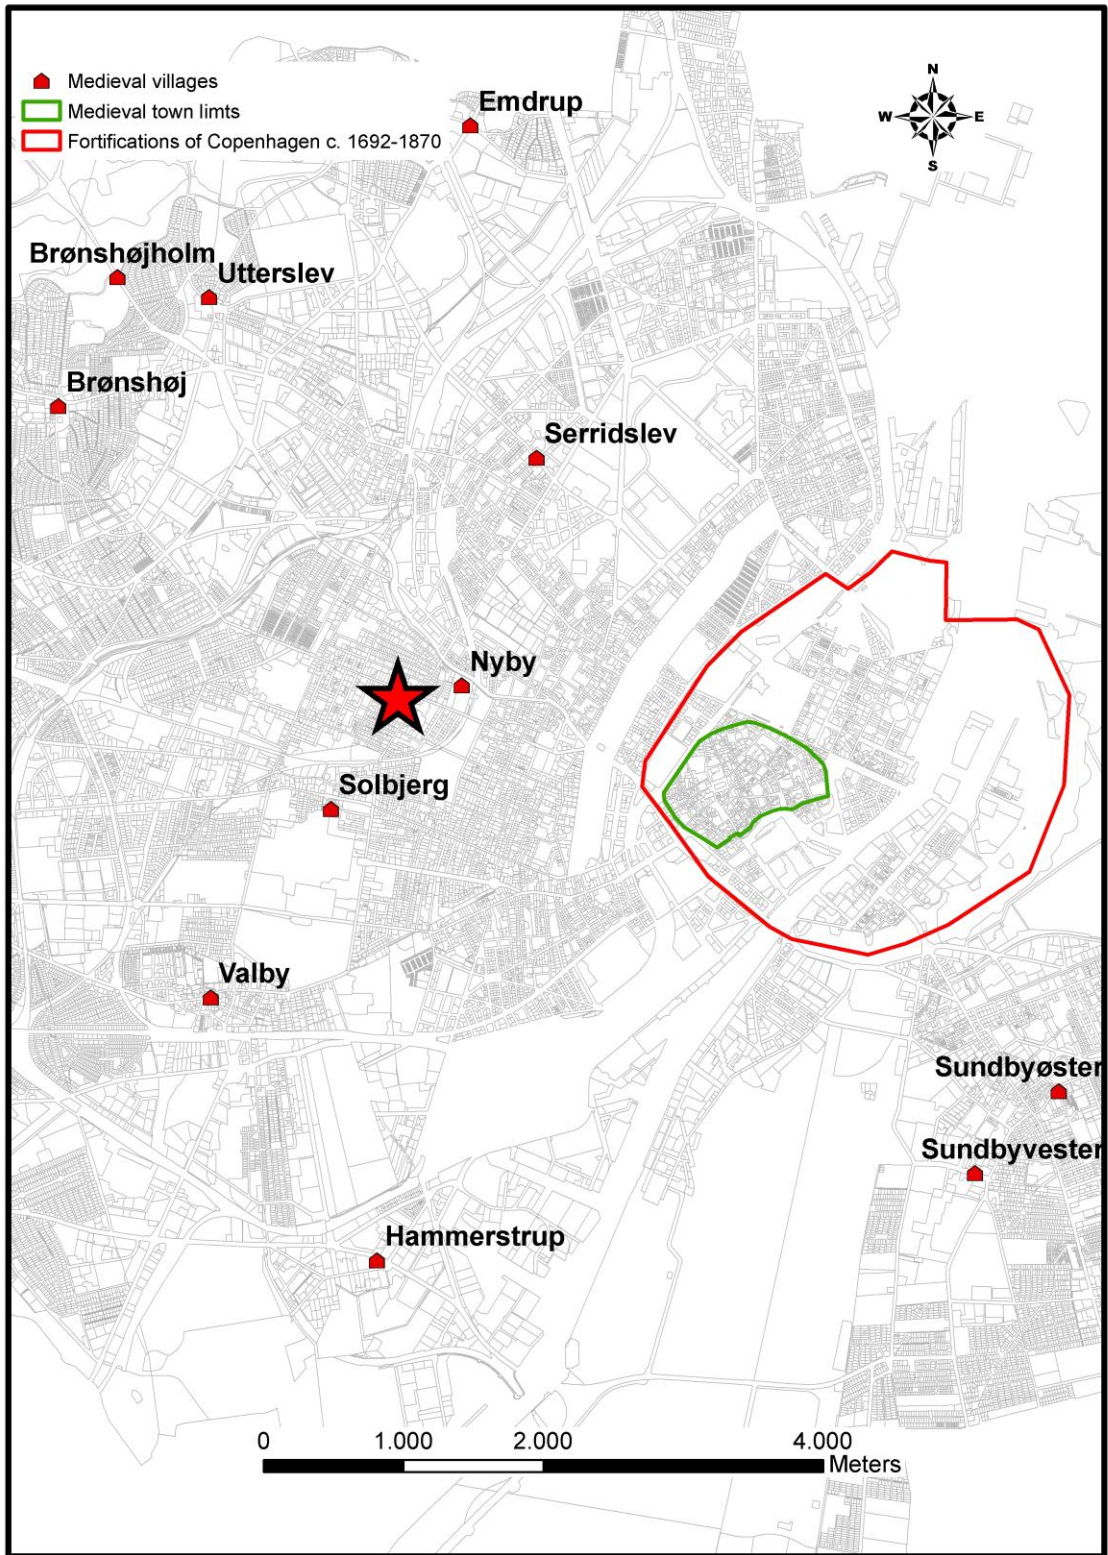 Medieval villages
Medieval town limts
Fortifications of Copenhagen c. 1692-1870
N
W E
S
Emdrup
Brønshøjholm
Utterslev
Brønshøj
Serridslev
Nyby
Solbjerg
Valby
Sundbyøster
Sundbyvester
Hammerstrup
0 1.000 2.000 4.000
Meters